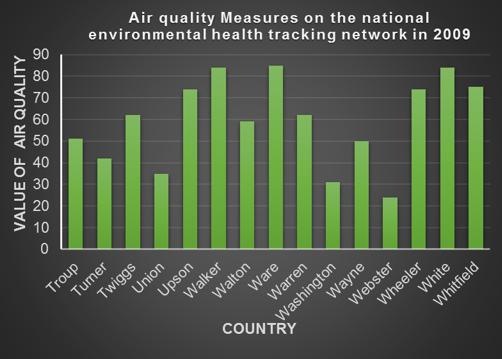 Air quality Measures on the national
environmental health tracking network in 2009
VALUE OF AIR QUALITY
90
80
70
60
50
40
30
20
10
0
Troup
Turner
Twiggs
Union
Upson
Walker
Walton
Ware
Warren
Washington
Wayne
Webster
Wheeler
White
Whitfield
COUNTRY